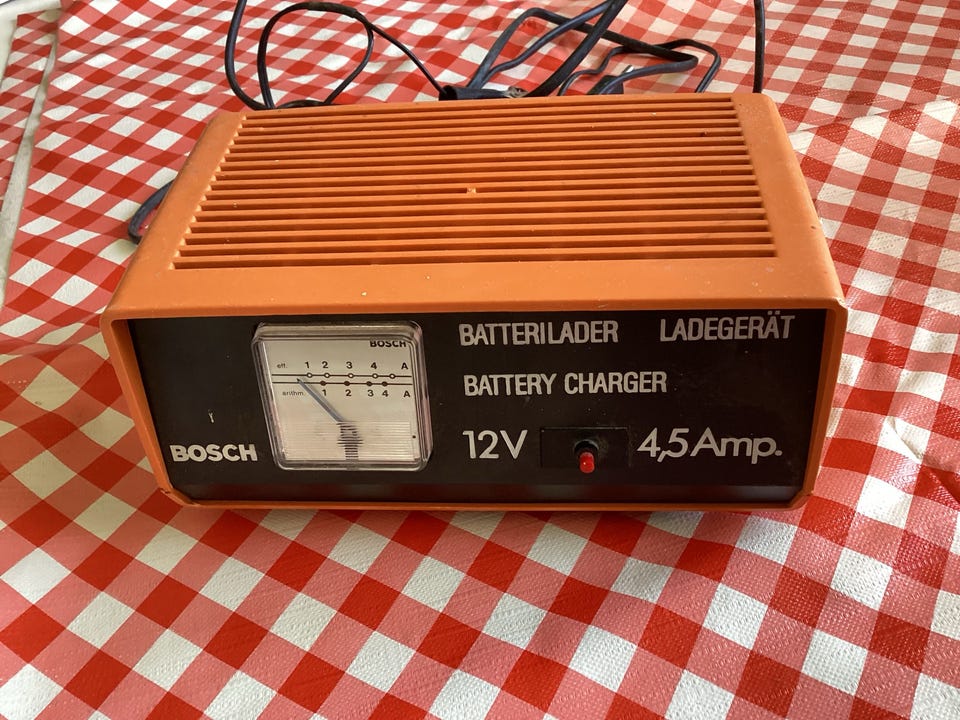 BOSCH
eff. 1 2 3 4 A
arithm. 1 2 3 4 A
BATTERILADER LADEGERÄT
BATTERY CHARGER
BOSCH
12V 4,5Amp.